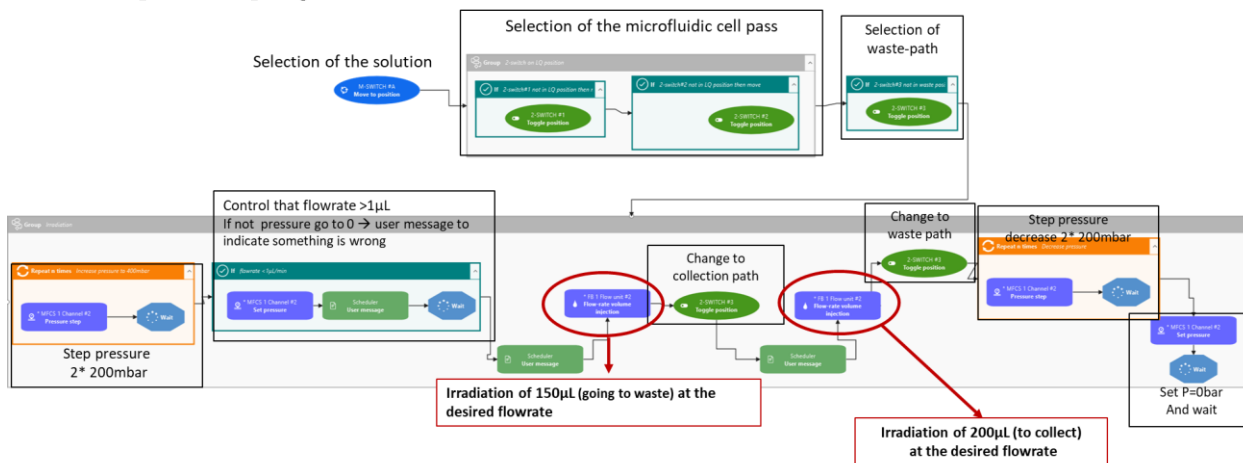 Selection of the microfluidic cell pass
Selection of
waste-path
Selection of the solution
M-SWITCH #A
Move to position
Group 2-switch on LQ position
If 2-switch#1 not in LQ position then
2-SWITCH #1
Toggle position
If 2-switch#2 not in LQ position then move
2-SWITCH #2
Toggle position
If 2-switch#3 not in waste
2-SWITCH #3
Toggle position
Group Irradiation
Repeat n times Increase pressure to 400mbar
* MFCS 1 Channel #2
Pressure step
Wait
Step pressure
2* 200mbar
Control that flowrate >1µL
If not pressure go to 0 → user message to
indicate something is wrong
If flowrate <5µL/min
* MFCS 1 Channel #2
Set pressure
Scheduler
User message
Wait
Scheduler
User message
* FB 1 Flow unit #2
Flow-rate volume
injection
Change to
collection path
2-SWITCH #3
Toggle position
Scheduler
User message
* FB 1 Flow unit #2
Flow-rate volume
injection
Change to
waste path
2-SWITCH #3
Toggle position
Step pressure
decrease 2* 200mbar
Repeat n times Decrease pressure
* MFCS 1 Channel #2
Pressure step
Wait
* MFCS 1 Channel #2
Set pressure
Wait
Set P=0bar
And wait
Irradiation of 150µL (going to waste) at the
desired flowrate
Irradiation of 200µL (to collect)
at the desired flowrate